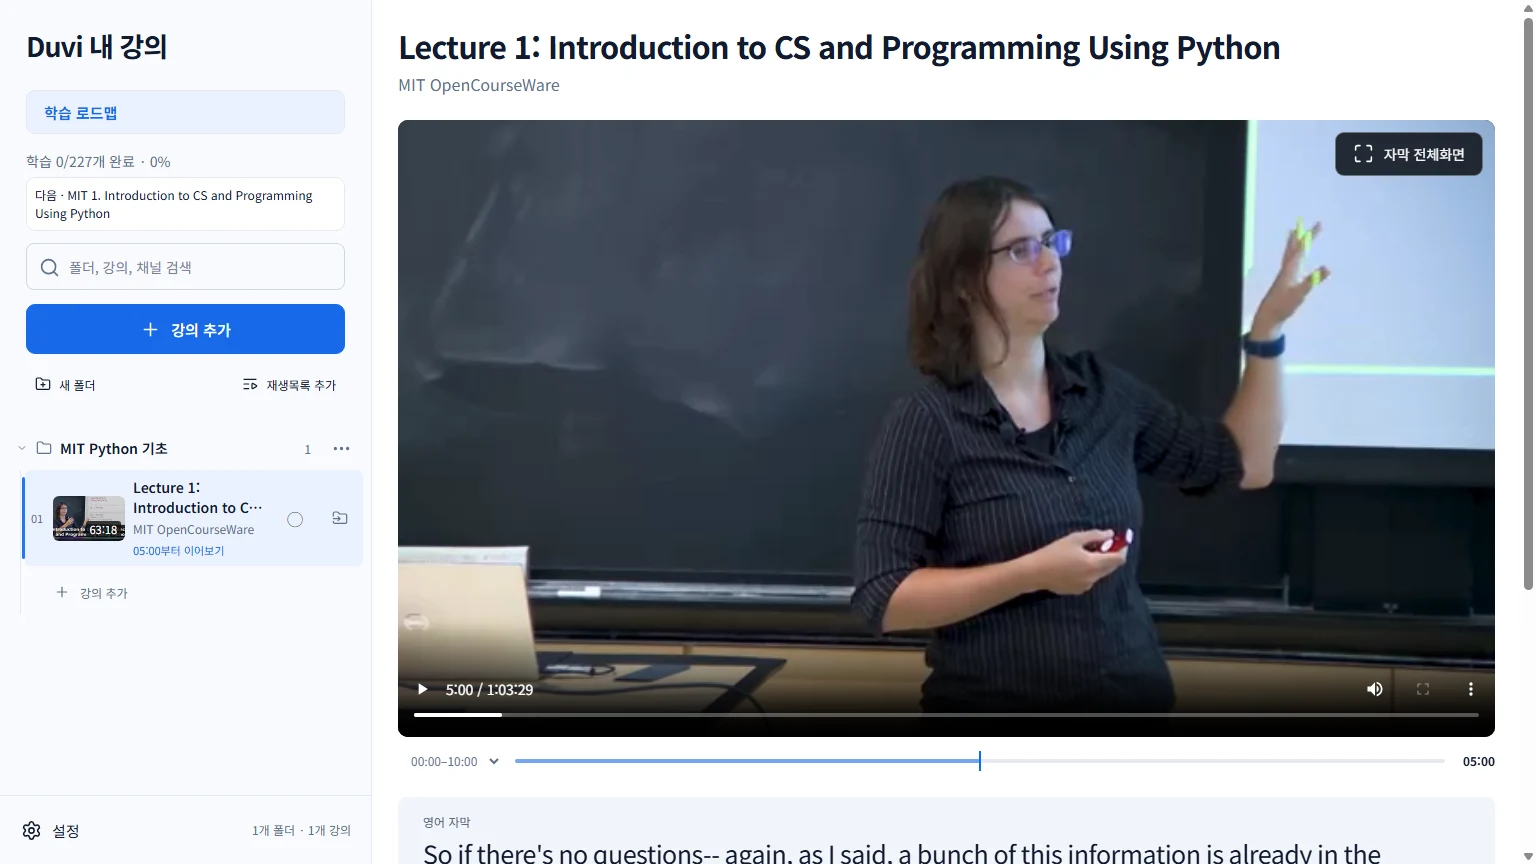 Duvi 내 강의
학습 로드맵
학습 0/227개 완료 · 0%
다음 · MIT 1. Introduction to CS and Programming
Using Python
폴더, 강의, 채널 검색
강의 추가
새 폴더
재생목록 추가
MIT Python 기초
1
01
63:18
Lecture 1:
Introduction to C…
MIT OpenCourseWare
05:00부터 이어보기
강의 추가
설정
1개 폴더 · 1개 강의
Lecture 1: Introduction to CS and Programming Using Python
MIT OpenCourseWare
자막 전체화면
5:00 / 1:03:29
00:00–10:00
05:00
영어 자막
So if there's no questions-- again, as I said, a bunch of this information is already in the